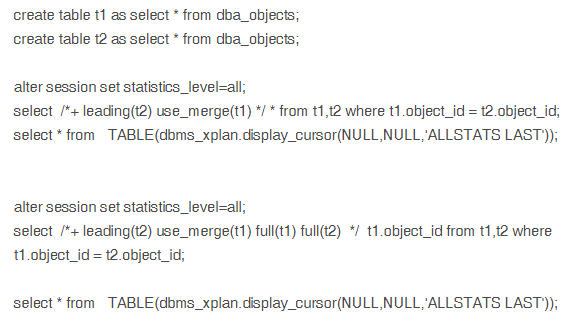 create table t1 as select * from dba_objects;
create table t2 as select * from dba_objects;
alter session set statistics_level=all;
select  /*+ leading(t2) use_merge(t1) */ * from t1,t2 where t1.object_id = t2.object_id;
select * from   TABLE(dbms_xplan.display_cursor(NULL,NULL,'ALLSTATS LAST'));
alter session set statistics_level=all;
select  /*+ leading(t2) use_merge(t1) full(t1) full(t2)  */  t1.object_id from t1,t2 where
t1.object_id = t2.object_id;
select * from   TABLE(dbms_xplan.display_cursor(NULL,NULL,'ALLSTATS LAST'));